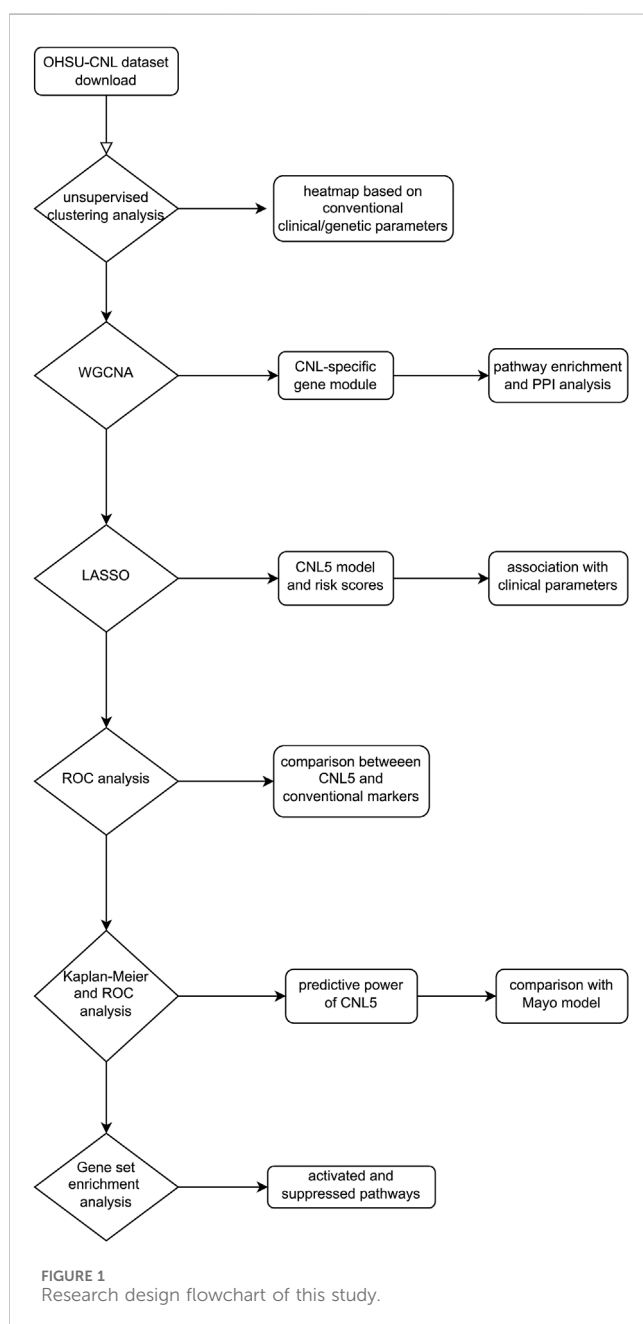 OHSU-CNL dataset
download
unsupervised
clustering analysis
heatmap based on
conventional
clinical/genetic parameters
WGCNA
CNL-specific
gene module
pathway enrichment
and PPI analysis
LASSO
CNL5 model
and risk scores
association with
clinical parameters
ROC analysis
comparison betweeen
CNL5 and
conventional markers
Kaplan-Meier
and ROC
analysis
predictive power
of CNL5
comparison with
Mayo model
Gene set
enrichment
analysis
activated and
suppressed pathways
FIGURE 1
Research design flowchart of this study.